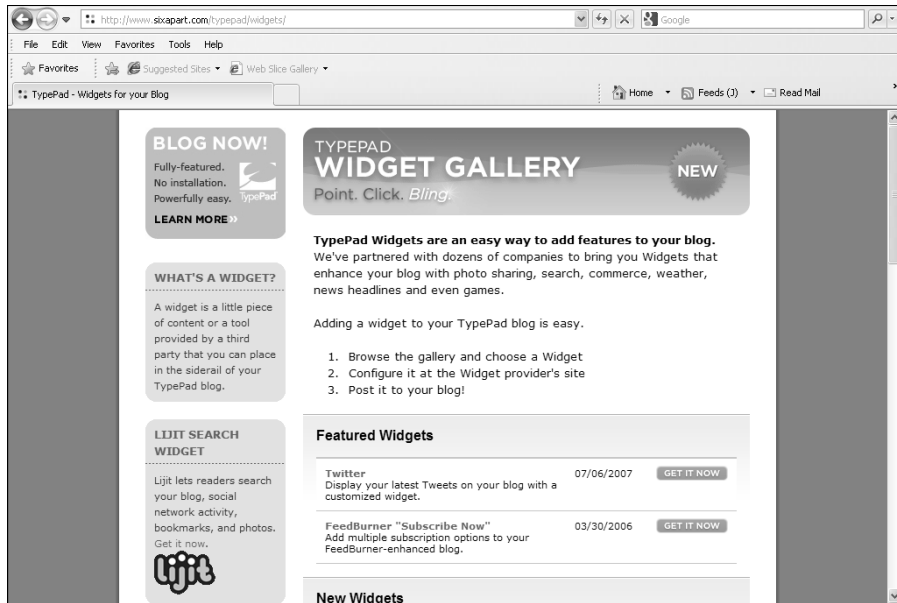 http://www.sixapart.com/typepad/widgets/
Google
File Edit View Favorites Tools Help
Favorites Suggested Sites Web Slice Gallery
TypePad - Widgets for your Blog
Home Feeds (J) Read Mail
BLOG NOW!
Fully-featured.
No installation.
Powerfully easy.
TypePad
LEARN MORE »
WHAT'S A WIDGET?
A widget is a little piece
of content or a tool
provided by a third
party that you can place
in the siderail of your
TypePad blog.
LIJIT SEARCH
WIDGET
Lijit lets readers search
your blog, social
network activity,
bookmarks, and photos.
Get it now.
lijit
TYPEPAD
WIDGET GALLERY
Point. Click. Bling.
NEW
TypePad Widgets are an easy way to add features to your blog.
We've partnered with dozens of companies to bring you Widgets that
enhance your blog with photo sharing, search, commerce, weather,
news headlines and even games.
Adding a widget to your TypePad blog is easy.
1. Browse the gallery and choose a Widget
2. Configure it at the Widget provider's site
3. Post it to your blog!
Featured Widgets
Twitter 07/06/2007 GET IT NOW
Display your latest Tweets on your blog with a
customized widget.
FeedBurner "Subscribe Now" 03/30/2006 GET IT NOW
Add multiple subscription options to your
FeedBurner-enhanced blog.
New Widgets